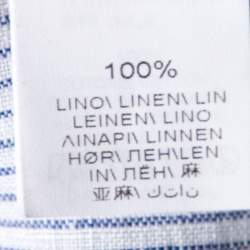 100%
LINO\ LINEN\ LIN
LEINEN\ LINO
ΛΙΝΑΡΙ\ LINNEN
HØR\ ЛЕН\LEN
IN\ ЛЁН\ 麻
亚麻\ كتان